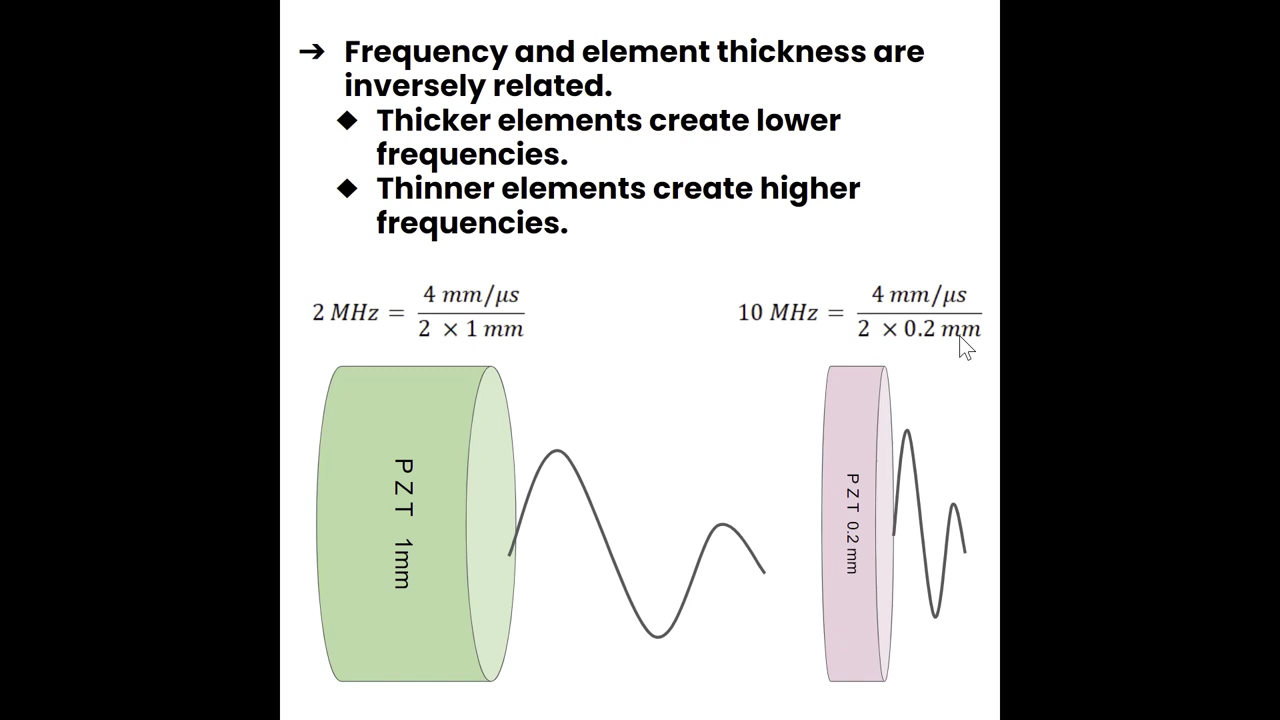 ➔ Frequency and element thickness are
inversely related.
◆ Thicker elements create lower
frequencies.
◆ Thinner elements create higher
frequencies.
2 MHz = 4 mm/μs / 2 × 1 mm
10 MHz = 4 mm/μs / 2 × 0.2 mm
PZT 1mm
PZT 0.2 mm